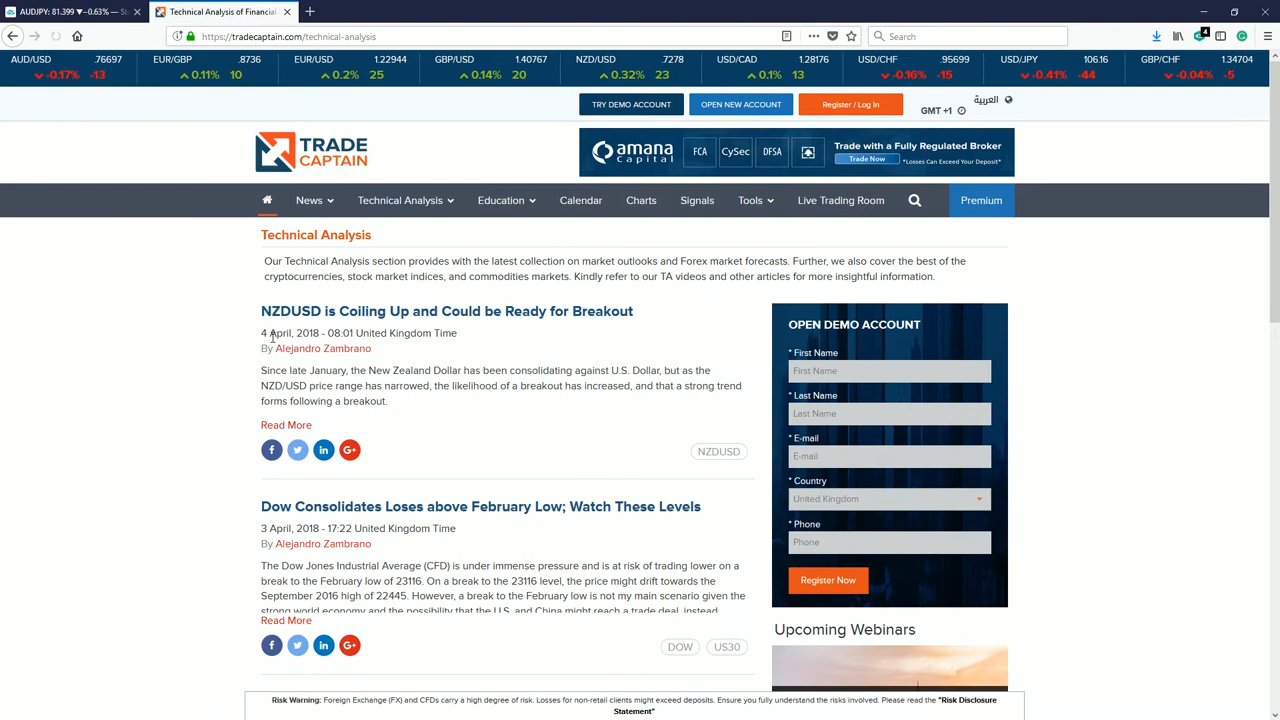 AUDJPY: 81.399 ▼−0.63% — St
Technical Analysis of Financial
https://tradecaptain.com/technical-analysis
Search
4
AUD/USD .76697
-0.17% -13
EUR/GBP .8736
0.11% 10
EUR/USD 1.22944
0.2% 25
GBP/USD 1.40767
0.14% 20
NZD/USD .7278
0.32% 23
USD/CAD 1.28176
0.1% 13
USD/CHF .95699
-0.16% -15
USD/JPY 106.16
-0.41% -44
GBP/CHF 1.34704
-0.04% -5
TRY DEMO ACCOUNT
OPEN NEW ACCOUNT
Register / Log In
العربية
GMT +1
TRADE
CAPTAIN
amana
capital
FCA
CySec
DFSA
Trade with a Fully Regulated Broker
Trade Now *Losses Can Exceed Your Deposit*
News
Technical Analysis
Education
Calendar
Charts
Signals
Tools
Live Trading Room
Premium
Technical Analysis
Our Technical Analysis section provides with the latest collection on market outlooks and Forex market forecasts. Further, we also cover the best of the
cryptocurrencies, stock market indices, and commodities markets. Kindly refer to our TA videos and other articles for more insightful information.
NZDUSD is Coiling Up and Could be Ready for Breakout
4 April, 2018 - 08:01 United Kingdom Time
By Alejandro Zambrano
Since late January, the New Zealand Dollar has been consolidating against U.S. Dollar, but as the
NZD/USD price range has narrowed, the likelihood of a breakout has increased, and that a strong trend
forms following a breakout.
Read More
NZDUSD
Dow Consolidates Loses above February Low; Watch These Levels
3 April, 2018 - 17:22 United Kingdom Time
By Alejandro Zambrano
The Dow Jones Industrial Average (CFD) is under immense pressure and is at risk of trading lower on a
break to the February low of 23116. On a break to the 23116 level, the price might drift towards the
September 2016 high of 22445. However, a break to the February low is not my main scenario given the
strong world economy and the possibility that the U.S. and China might reach a trade deal, instead
Read More
DOW
US30
OPEN DEMO ACCOUNT
* First Name
First Name
* Last Name
Last Name
* E-mail
E-mail
* Country
United Kingdom
* Phone
Phone
Register Now
Upcoming Webinars
Risk Warning: Foreign Exchange (FX) and CFDs carry a high degree of risk. Losses for non-retail clients might exceed deposits. Ensure you fully understand the risks involved. Please read the "Risk Disclosure
Statement"